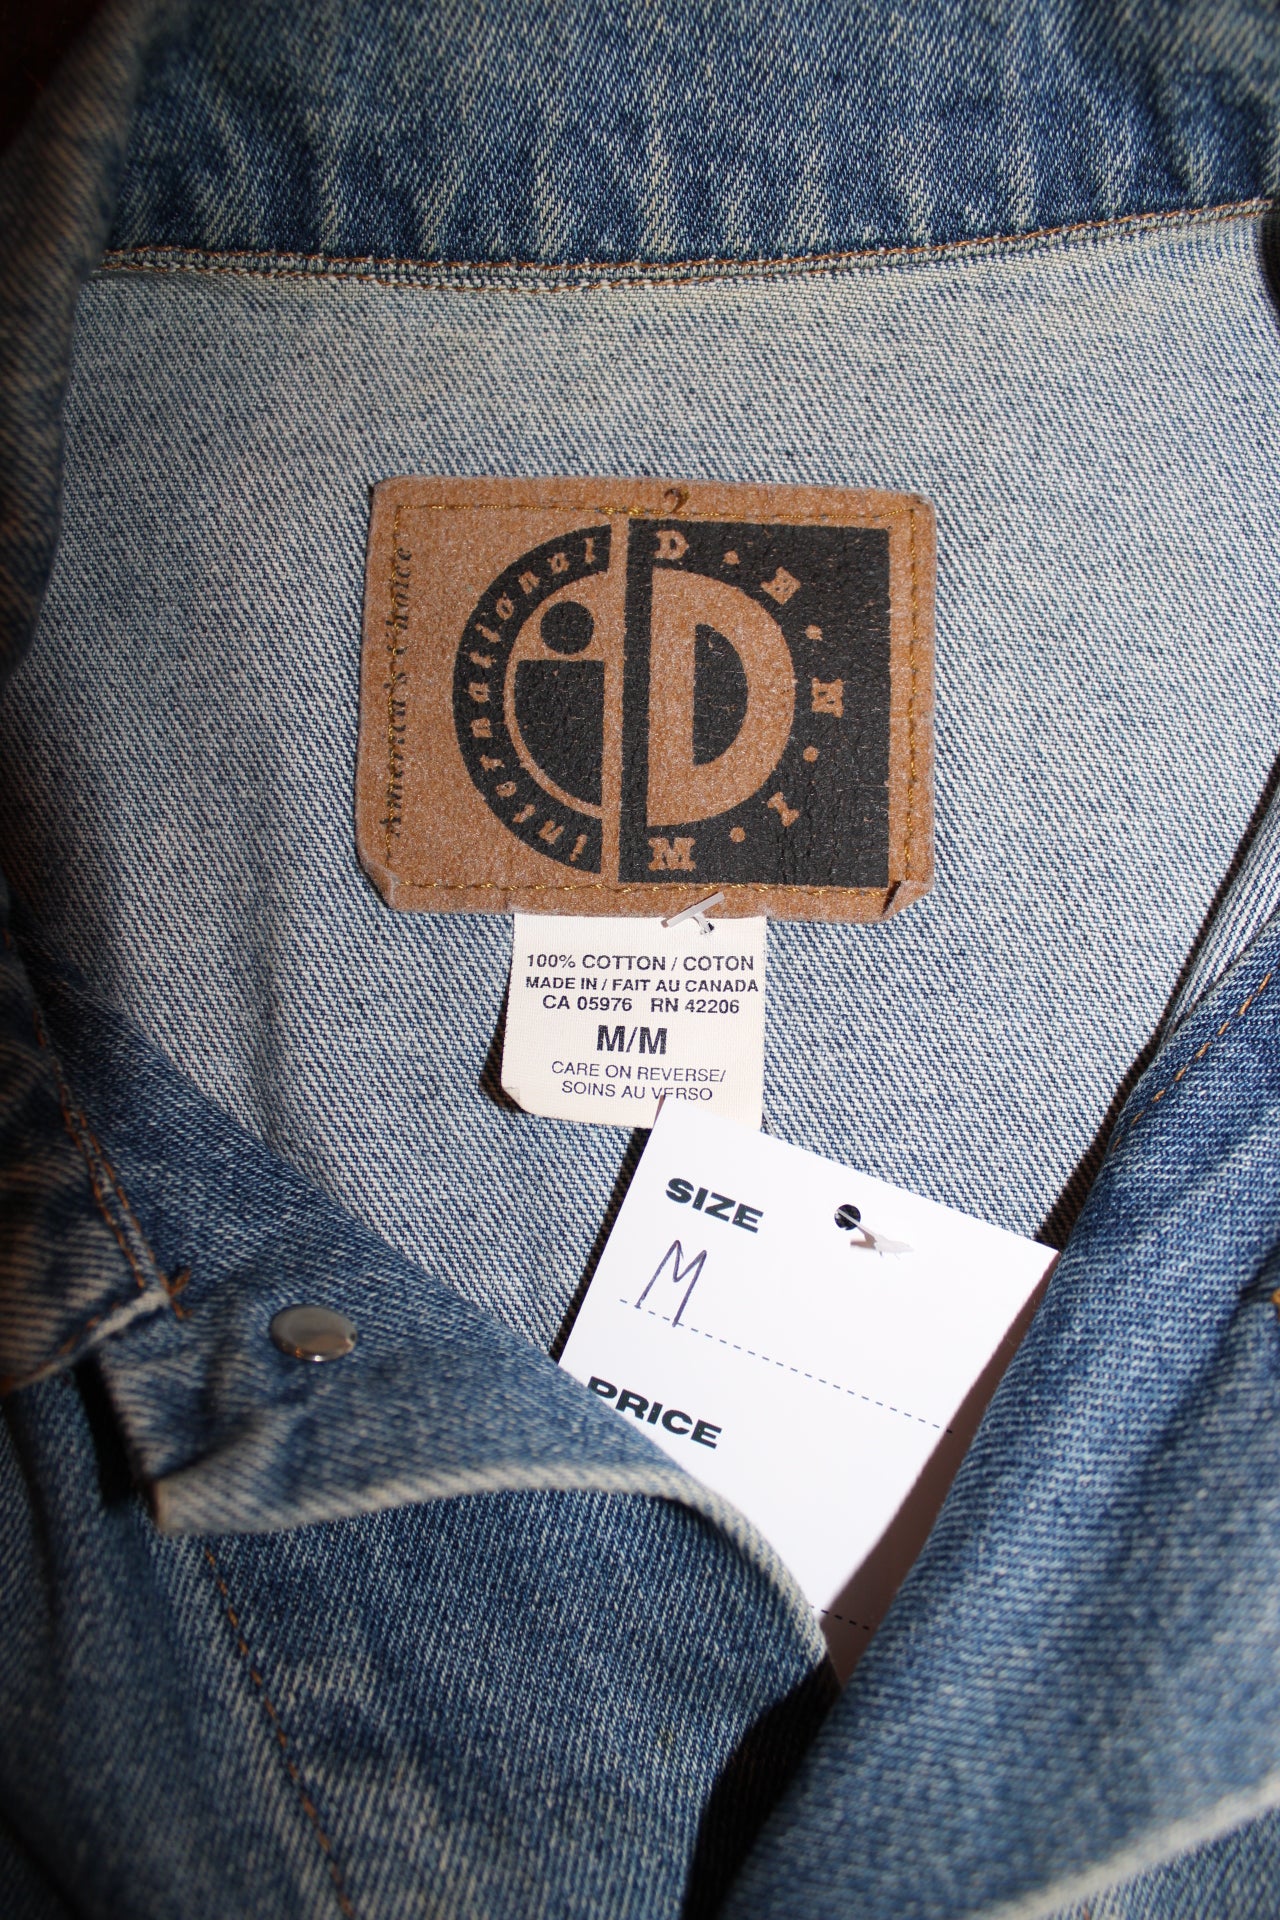 America's Choice
international
iD
D.E.N.I.M
100% COTTON / COTON
MADE IN / FAIT AU CANADA
CA 05976 RN 42206
M/M
CARE ON REVERSE/
SOINS AU VERSO
SIZE
M
PRICE